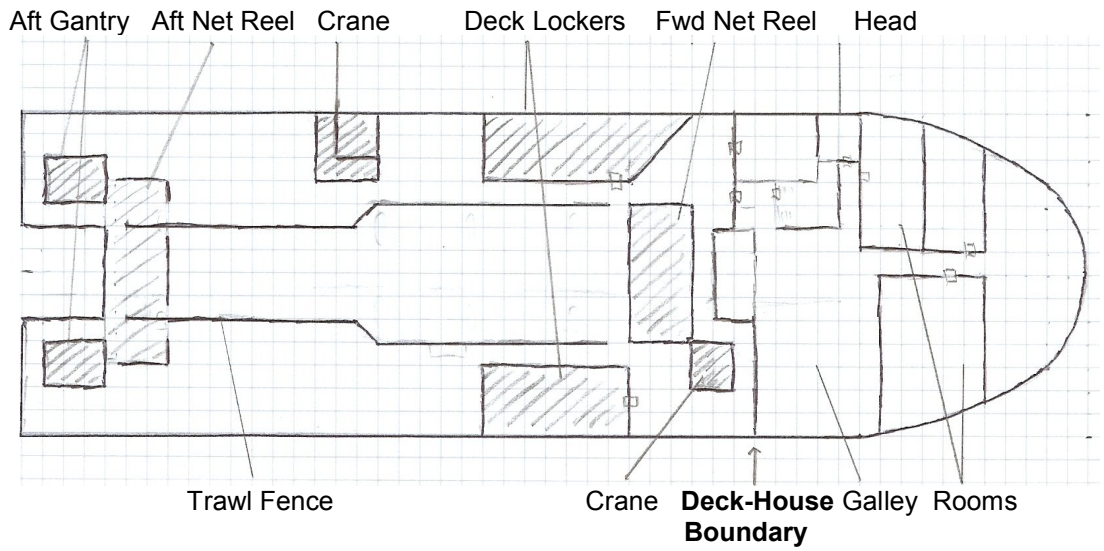 Aft Gantry Aft Net Reel Crane Deck Lockers Fwd Net Reel Head
Trawl Fence Crane Deck-House Galley Rooms
Boundary